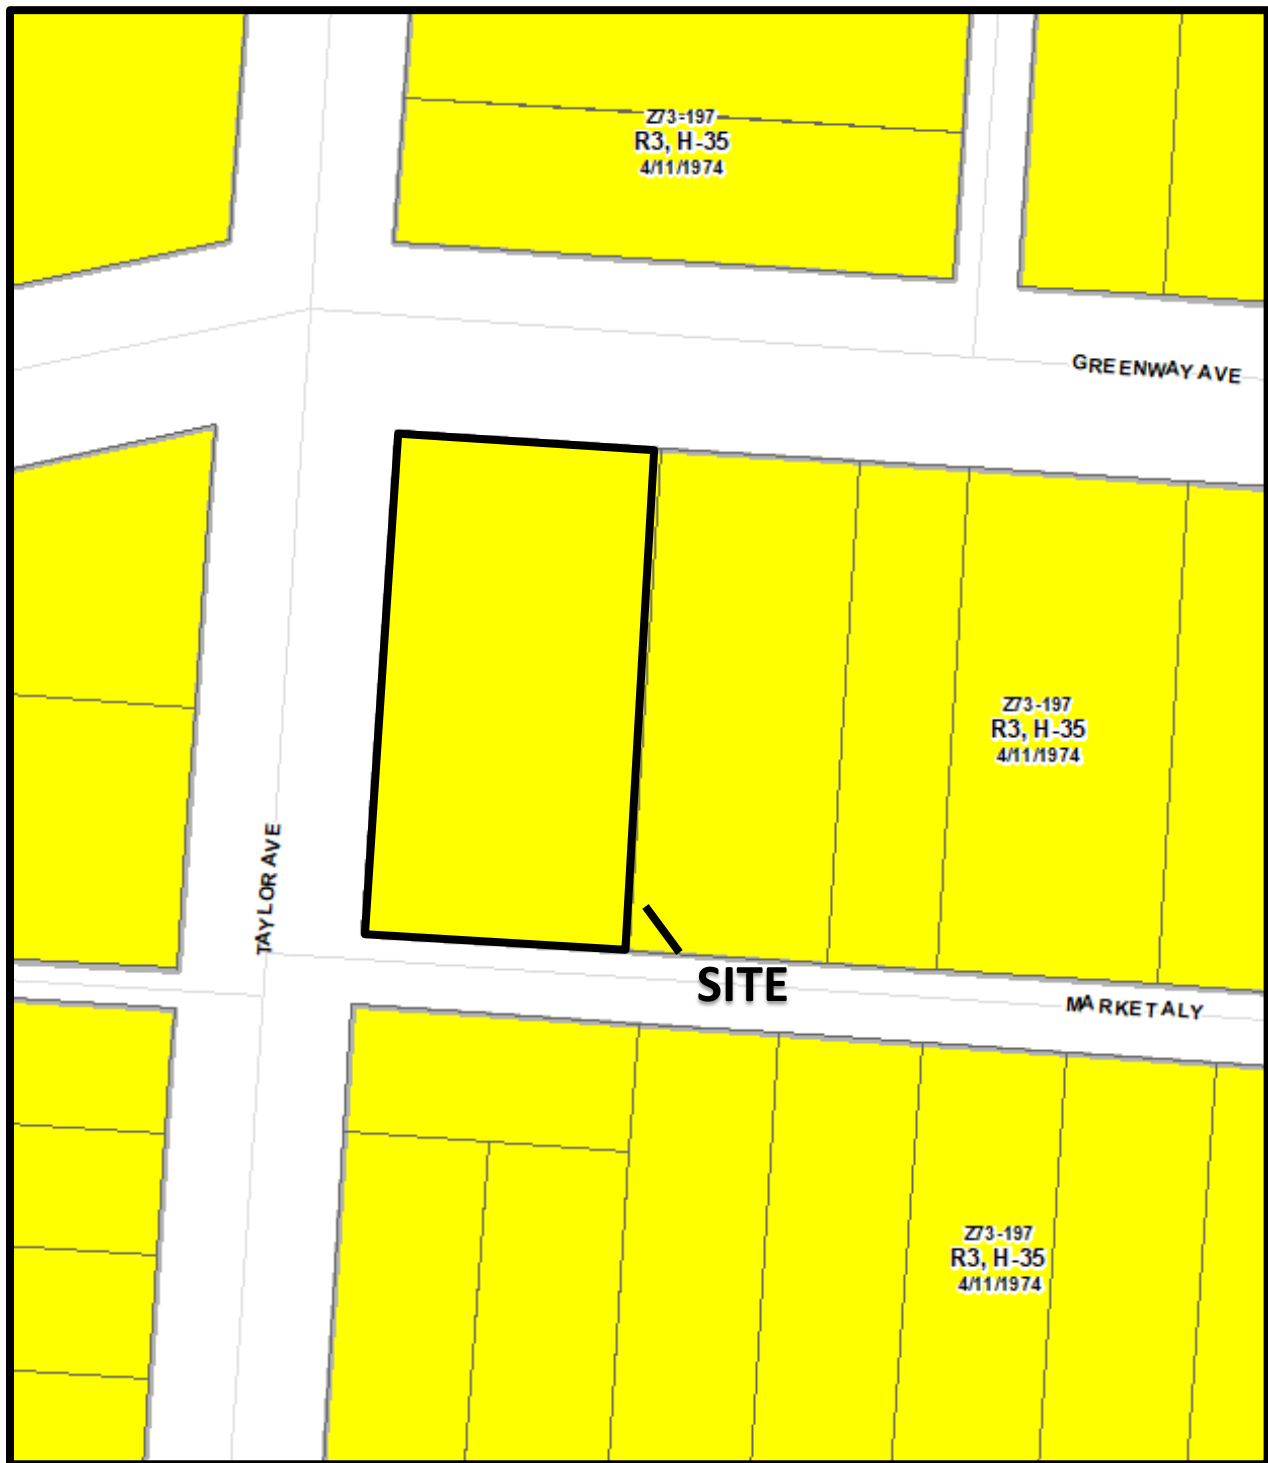 Z73-197
R3, H-35
4/11/1974
GREENWAY AVE
Z73-197
R3, H-35
4/11/1974
TAYLOR AVE
SITE
MARKET ALY
Z73-197
R3, H-35
4/11/1974